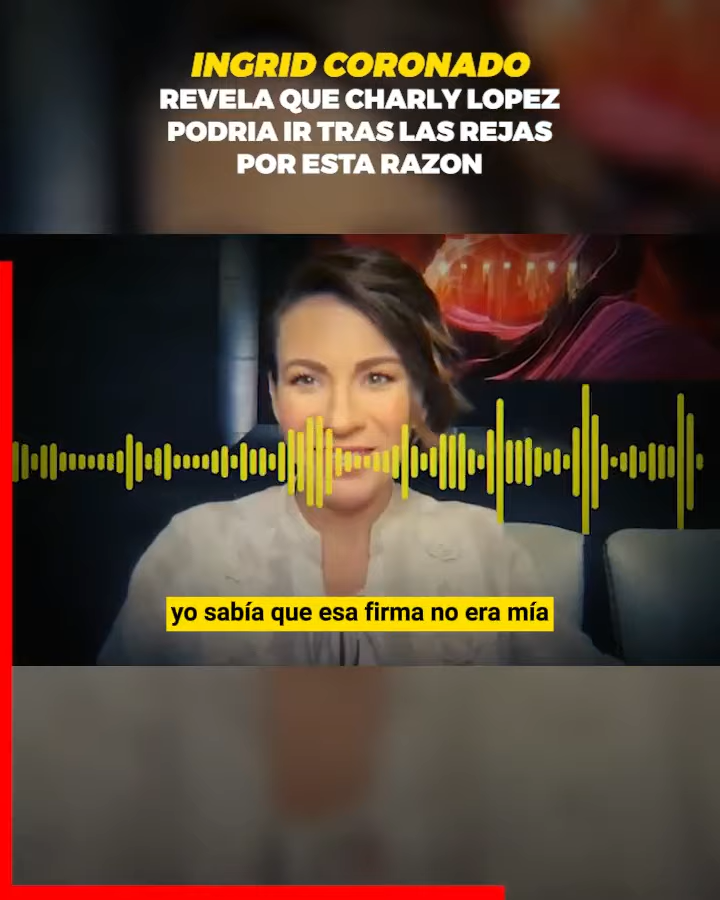 INGRID CORONADO
REVELA QUE CHARLY LOPEZ
PODRIA IR TRAS LAS REJAS
POR ESTA RAZON
yo sabía que esa firma no era mía